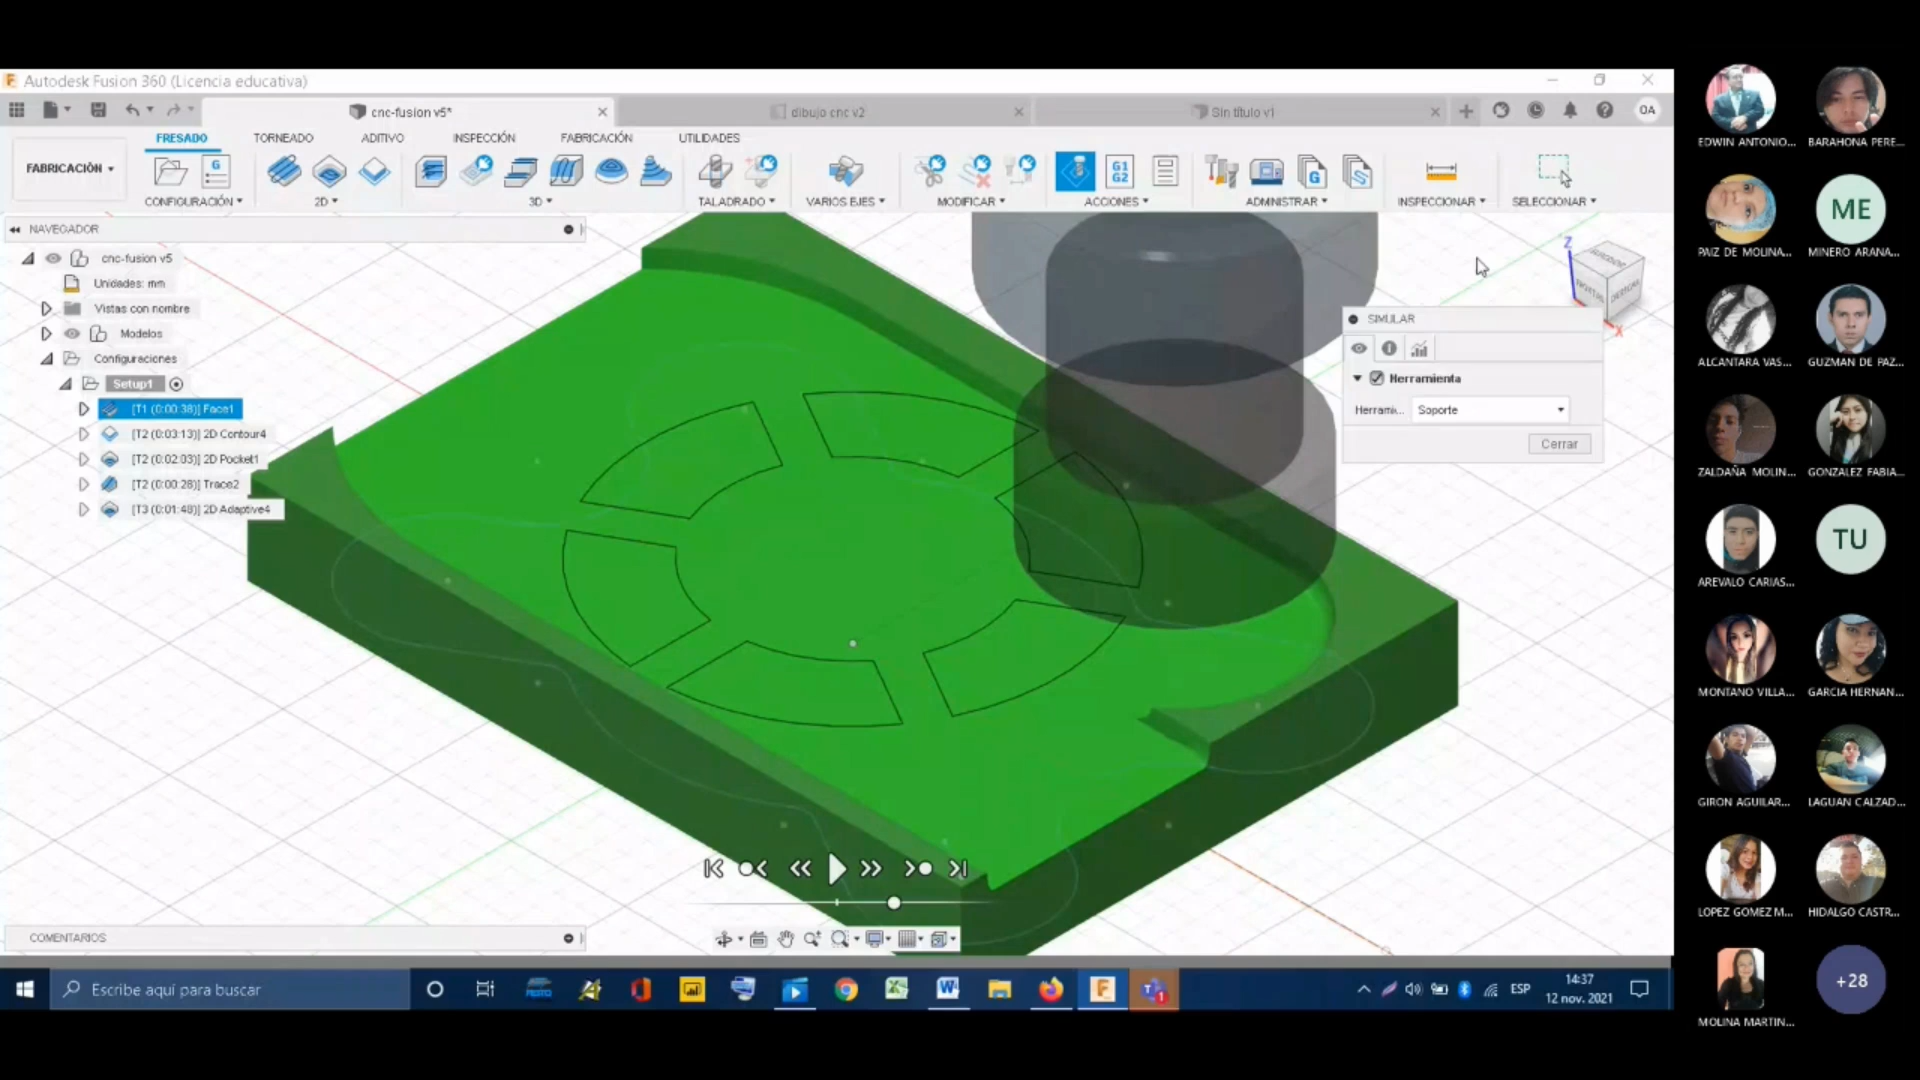 Autodesk Fusion 360 (Licencia educativa)
cnc-fusion v5*
dibujo cnc v2
Sin título v1
OA
FABRICACIÓN
FRESADO
TORNEADO
ADITIVO
INSPECCIÓN
FABRICACIÓN
UTILIDADES
G
G1
G2
G
CONFIGURACIÓN
2D
3D
TALADRADO
VARIOS EJES
MODIFICAR
ACCIONES
ADMINISTRAR
INSPECCIONAR
SELECCIONAR
NAVEGADOR
cnc-fusion v5
Unidades: mm
Vistas con nombre
Modelos
Configuraciones
Setup1
[T1 (0:00:38)] Face1
[T2 (0:03:13)] 2D Contour4
[T2 (0:02:03)] 2D Pocket1
[T2 (0:00:28)] Trace2
[T3 (0:01:48)] 2D Adaptive4
Z
X
SIMULAR
Herramienta
Herrami... Soporte
Cerrar
COMENTARIOS
Escribe aquí para buscar
FESTO
ESP
14:37
12 nov. 2021
EDWIN ANTONIO...
BARAHONA PERE...
PAIZ DE MOLINA...
ME
MINERO ARANA...
ALCANTARA VAS...
GUZMAN DE PAZ...
ZALDAÑA MOLIN...
GONZALEZ FABIA...
AREVALO CARIAS...
TU
MONTANO VILLA...
GARCIA HERNAN...
GIRON AGUILAR...
LAGUAN CALZAD...
LOPEZ GOMEZ M...
HIDALGO CASTR...
MOLINA MARTIN...
+28